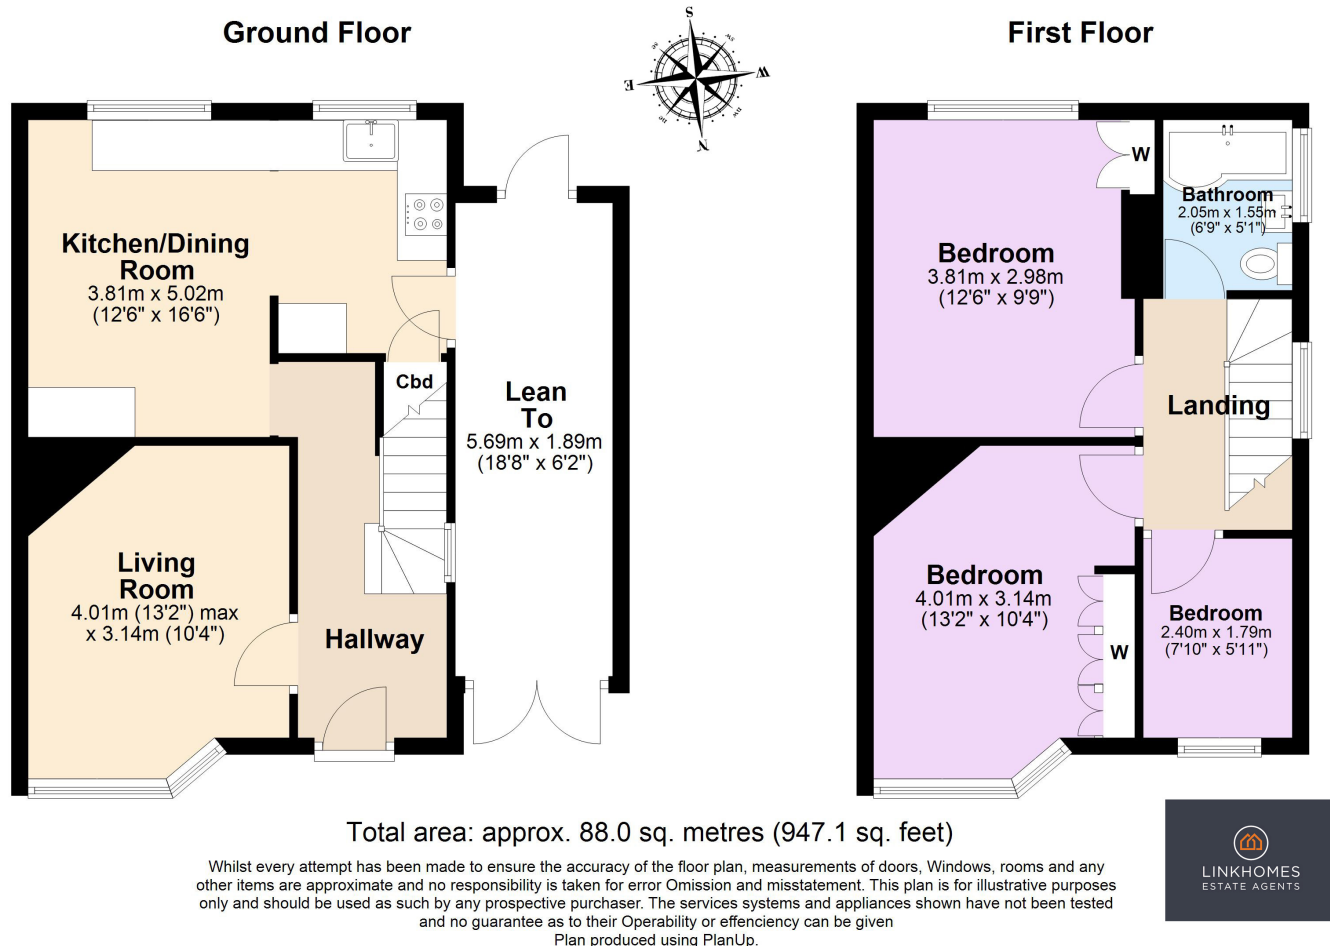 Ground Floor
First Floor
S
SE
SW
E
W
NE
NW
N
Kitchen/Dining
Room
3.81m x 5.02m
(12'6" x 16'6")
Cbd
Lean
To
5.69m x 1.89m
(18'8" x 6'2")
Living
Room
4.01m (13'2") max
x 3.14m (10'4")
Hallway
Bedroom
3.81m x 2.98m
(12'6" x 9'9")
W
Bathroom
2.05m x 1.55m
(6'9" x 5'1")
Landing
Bedroom
4.01m x 3.14m
(13'2" x 10'4")
W
Bedroom
2.40m x 1.79m
(7'10" x 5'11")
Total area: approx. 88.0 sq. metres (947.1 sq. feet)
Whilst every attempt has been made to ensure the accuracy of the floor plan, measurements of doors, Windows, rooms and any
other items are approximate and no responsibility is taken for error Omission and misstatement. This plan is for illustrative purposes
only and should be used as such by any prospective purchaser. The services systems and appliances shown have not been tested
and no guarantee as to their Operability or effenciency can be given
Plan produced using PlanUp.
LINKHOMES
ESTATE AGENTS